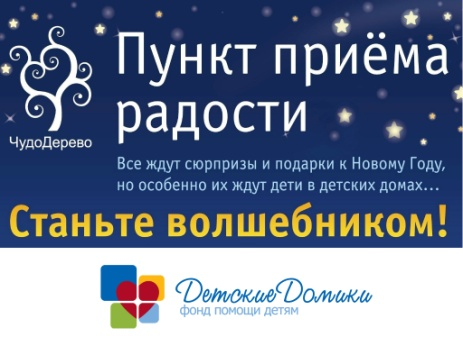 Пункт приёма
радости
ЧудоДерево
Все ждут сюрпризы и подарки к Новому Году,
но особенно их ждут дети в детских домах...
Станьте волшебником!
ДетскиеДомики
фонд помощи детям